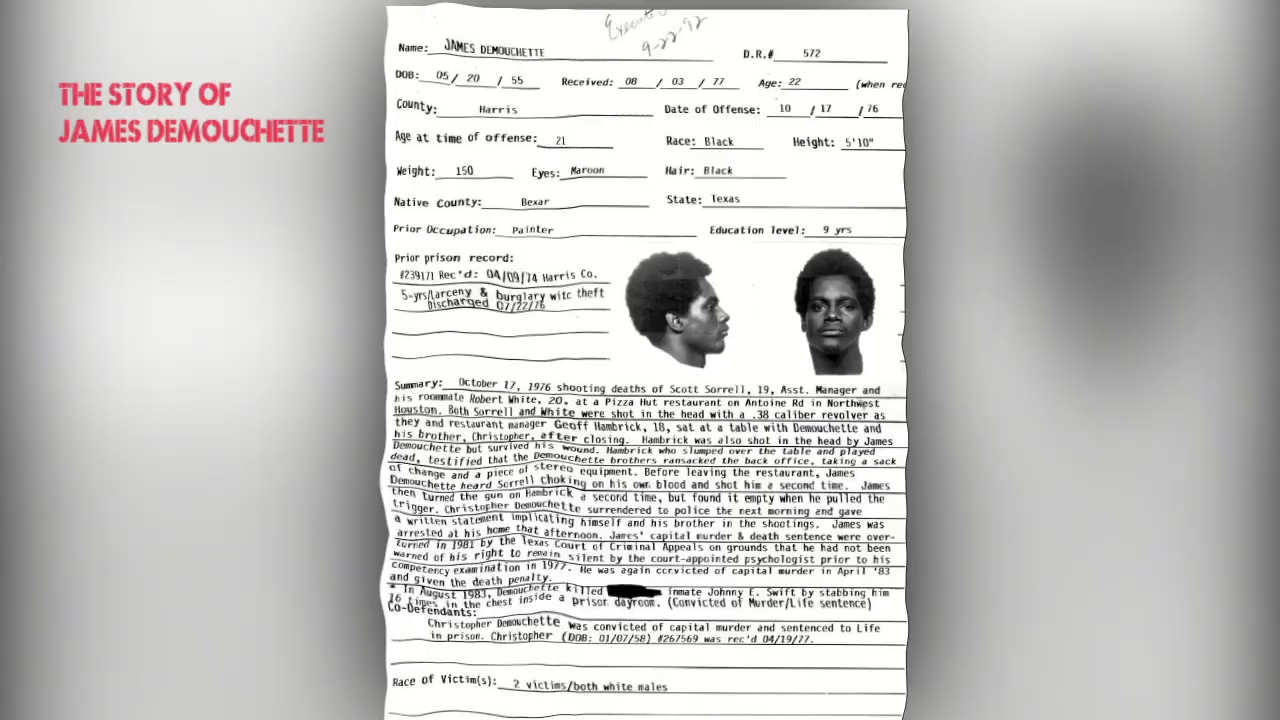 THE STORY OF
JAMES DEMOUCHETTE
Executed
9-22-92
Name: JAMES DEMOUCHETTE D.R.# 572
DOB: 05 / 20 / 55 Received: 08 / 03 / 77 Age: 22 (when rec
County: Harris Date of Offense: 10 / 17 / 76
Age at time of offense: 21 Race: Black Height: 5'10"
Weight: 150 Eyes: Maroon Hair: Black
Native County: Bexar State: Texas
Prior Occupation: Painter Education level: 9 yrs
Prior prison record:
#239171 Rec'd: 04/09/74 Harris Co.
5-yrs/larceny & burglary witc theft
Discharged 07/22/76
Summary: October 17, 1976 shooting deaths of Scott Sorrell, 19, Asst. Manager and
his roommate Robert White, 20, at a Pizza Hut restaurant on Antoine Rd in Northwest
Houston. Both Sorrell and White were shot in the head with a .38 caliber revolver as
they and restaurant manager Geoff Hambrick, 18, sat at a table with Demouchette and
his brother, Christopher, after closing. Hambrick was also shot in the head by James
Demouchette but survived his wound. Hambrick who slumped over the table and played
dead, testified that the Demouchette brothers ransacked the back office, taking a sack
of change and a piece of stereo equipment. Before leaving the restaurant, James
Demouchette heard Sorrell choking on his own blood and shot him a second time. James
then turned the gun on Hambrick a second time, but found it empty when he pulled the
trigger. Christopher Demouchette surrendered to police the next morning and gave
a written statement implicating himself and his brother in the shootings. James was
arrested at his home that afternoon. James' capital murder & death sentence were over-
turned in 1981 by the Texas Court of Criminal Appeals on grounds that he had not been
warned of his right to remain silent by the court-appointed psychologist prior to his
competency examination in 1977. He was again convicted of capital murder in April '83
and given the death penalty.
* In August 1983, Demouchette killed inmate Johnny E. Swift by stabbing him
16 times in the chest inside a prison dayroom. (Convicted of Murder/Life sentence)
Co-Defendants:
Christopher Demouchette was convicted of capital murder and sentenced to Life
in prison. Christopher (DOB: 01/07/58) #267569 was rec'd 04/19/77.
Race of Victim(s): 2 victims/both white males